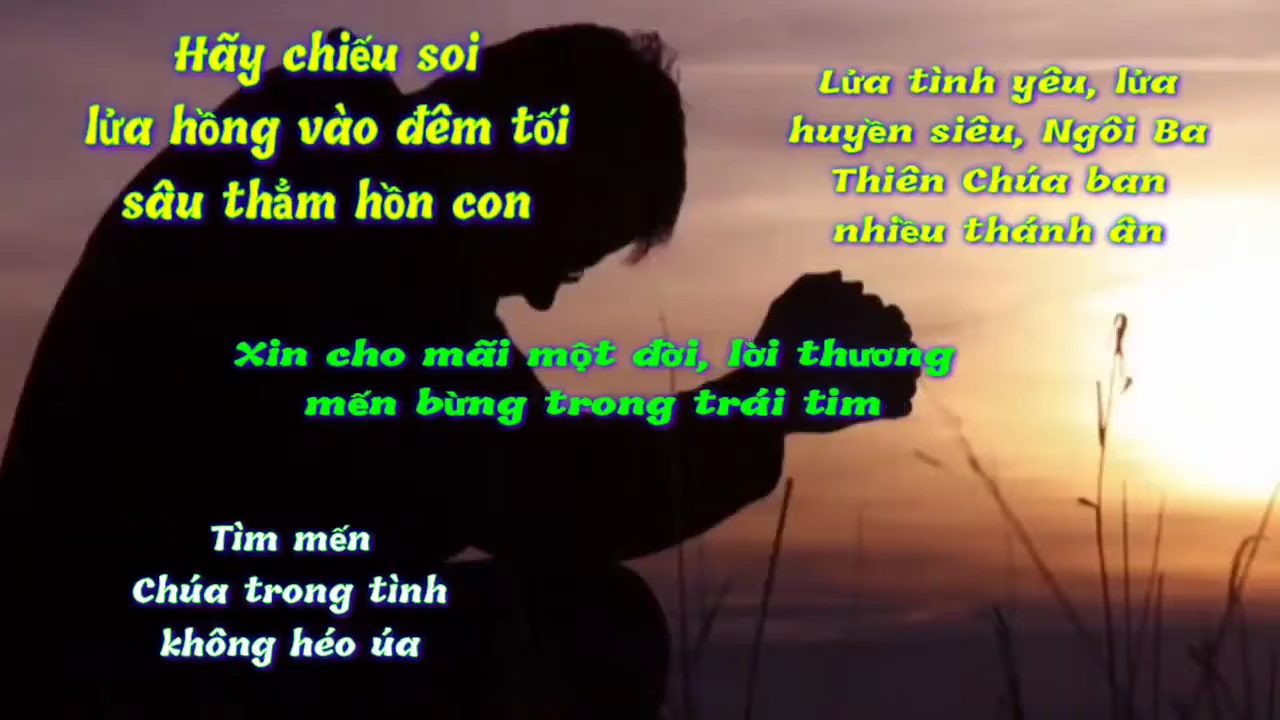 Hãy chiếu soi
lửa hồng vào đêm tối
sâu thẳm hồn con
Lửa tình yêu, lửa
huyền siêu, Ngôi Ba
Thiên Chúa ban
nhiều thánh ân
Xin cho mãi một đời, lời thương
mến bừng trong trái tim
Tìm mến
Chúa trong tình
không héo úa